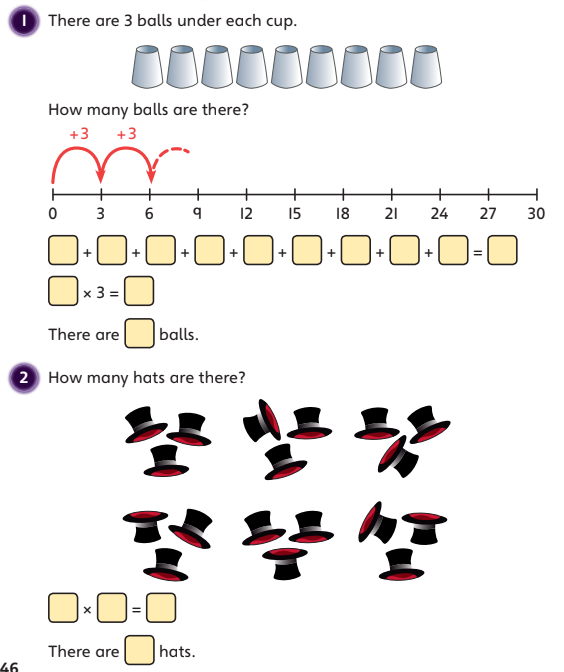 1 There are 3 balls under each cup.
How many balls are there?
+3 +3
0 3 6 9 12 15 18 21 24 27 30
+ + + + + + + + =
× 3 =
There are balls.
2 How many hats are there?
× =
There are hats.
46